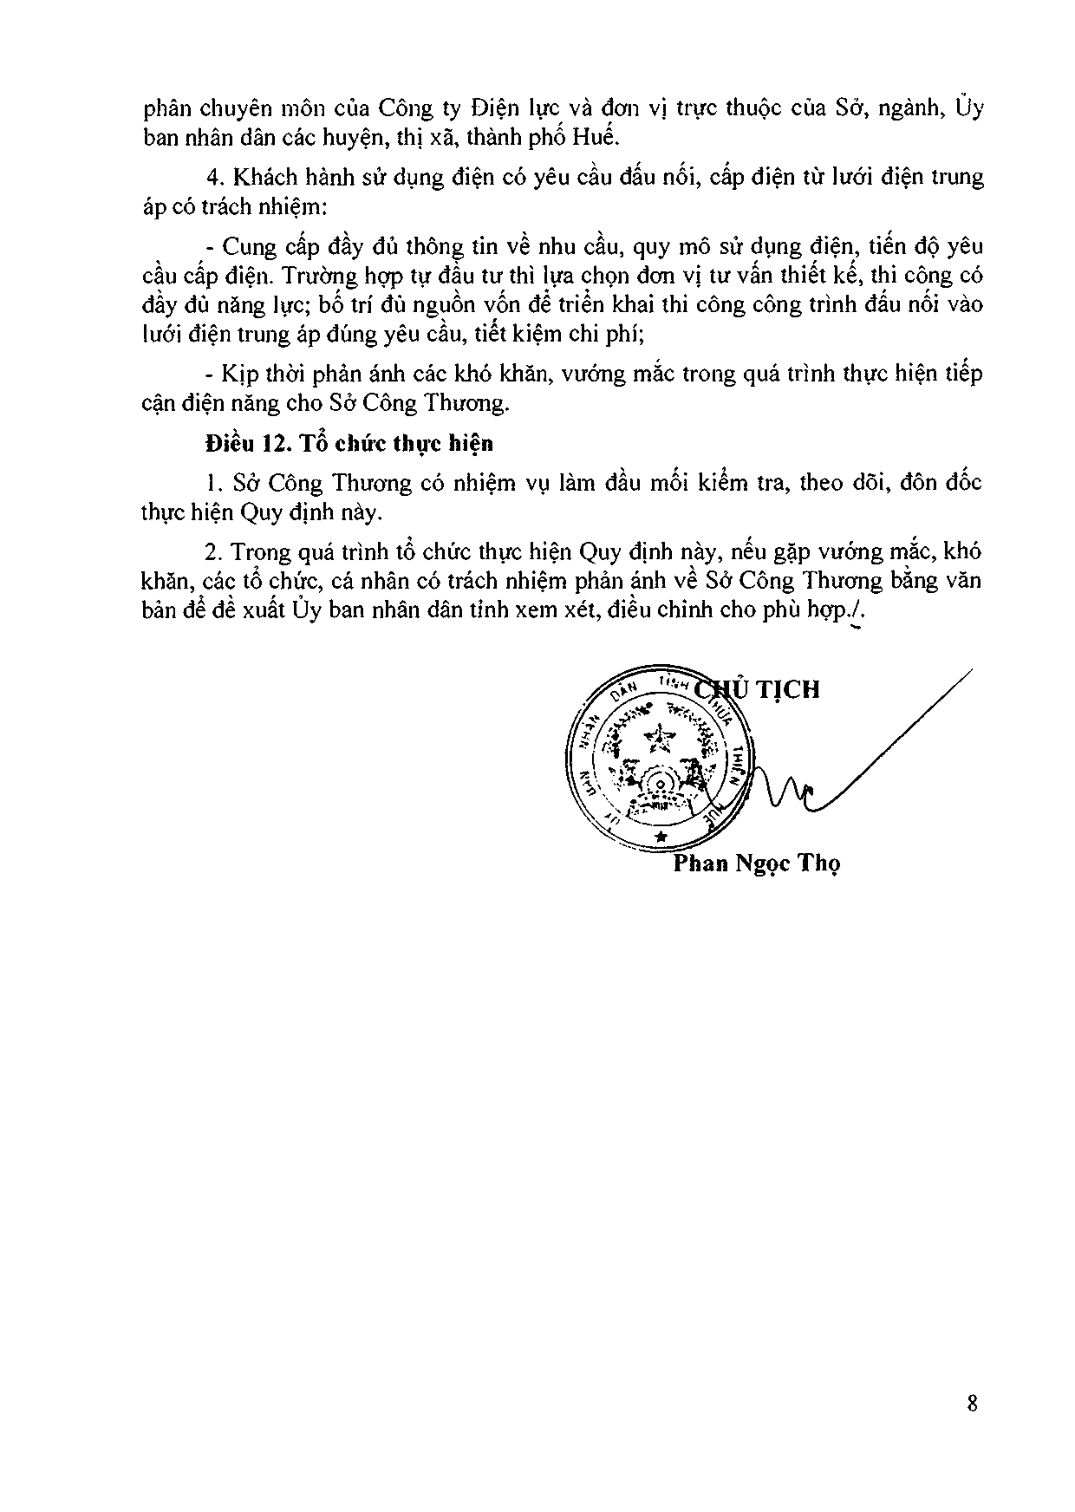 phân chuyên môn của Công ty Điện lực và đơn vị trực thuộc của Sở, ngành, Ủy
ban nhân dân các huyện, thị xã, thành phố Huế.
4. Khách hành sử dụng điện có yêu cầu đấu nối, cấp điện từ lưới điện trung
áp có trách nhiệm:
- Cung cấp đầy đủ thông tin về nhu cầu, quy mô sử dụng điện, tiến độ yêu
cầu cấp điện. Trường hợp tự đầu tư thì lựa chọn đơn vị tư vấn thiết kế, thi công có
đầy đủ năng lực; bố trí đủ nguồn vốn để triển khai thi công công trình đấu nối vào
lưới điện trung áp đúng yêu cầu, tiết kiệm chi phí;
- Kịp thời phản ánh các khó khăn, vướng mắc trong quá trình thực hiện tiếp
cận điện năng cho Sở Công Thương.
Điều 12. Tổ chức thực hiện
1. Sở Công Thương có nhiệm vụ làm đầu mối kiểm tra, theo dõi, đôn đốc
thực hiện Quy định này.
2. Trong quá trình tổ chức thực hiện Quy định này, nếu gặp vướng mắc, khó
khăn, các tổ chức, cá nhân có trách nhiệm phản ánh về Sở Công Thương bằng văn
bản để đề xuất Ủy ban nhân dân tỉnh xem xét, điều chỉnh cho phù hợp./.
CHỦ TỊCH
ỦY BAN NHÂN DÂN TỈNH THỪA THIÊN HUẾ
Phan Ngọc Thọ
8